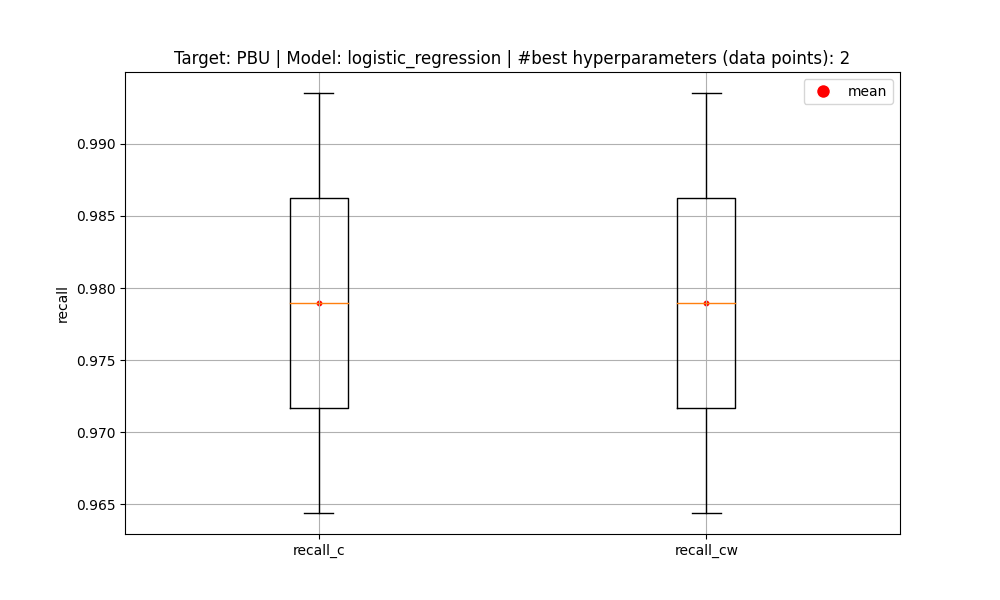 Target: PBU | Model: logistic_regression | #best hyperparameters (data points): 2
mean
0.990
0.985
0.980
0.975
0.970
0.965
recall
recall_c
recall_cw